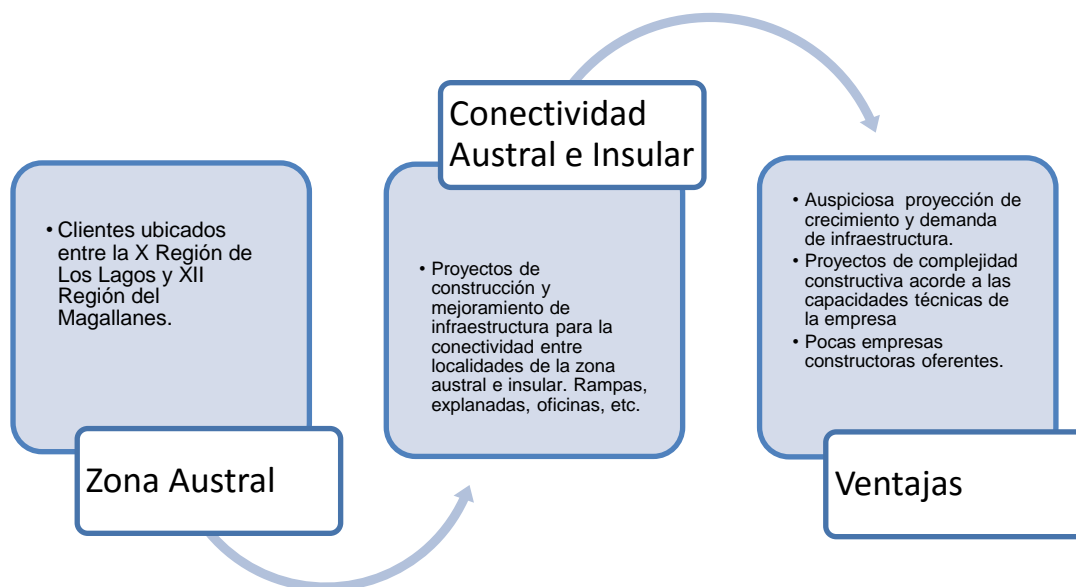 • Clientes ubicados
entre la X Región de
Los Lagos y XII
Región del
Magallanes.
Zona Austral
Conectividad
Austral e Insular
• Proyectos de
construcción y
mejoramiento de
infraestructura para la
conectividad entre
localidades de la zona
austral e insular. Rampas,
explanadas, oficinas, etc.
• Auspiciosa proyección de
crecimiento y demanda
de infraestructura.
• Proyectos de complejidad
constructiva acorde a las
capacidades técnicas de
la empresa
• Pocas empresas
constructoras oferentes.
Ventajas